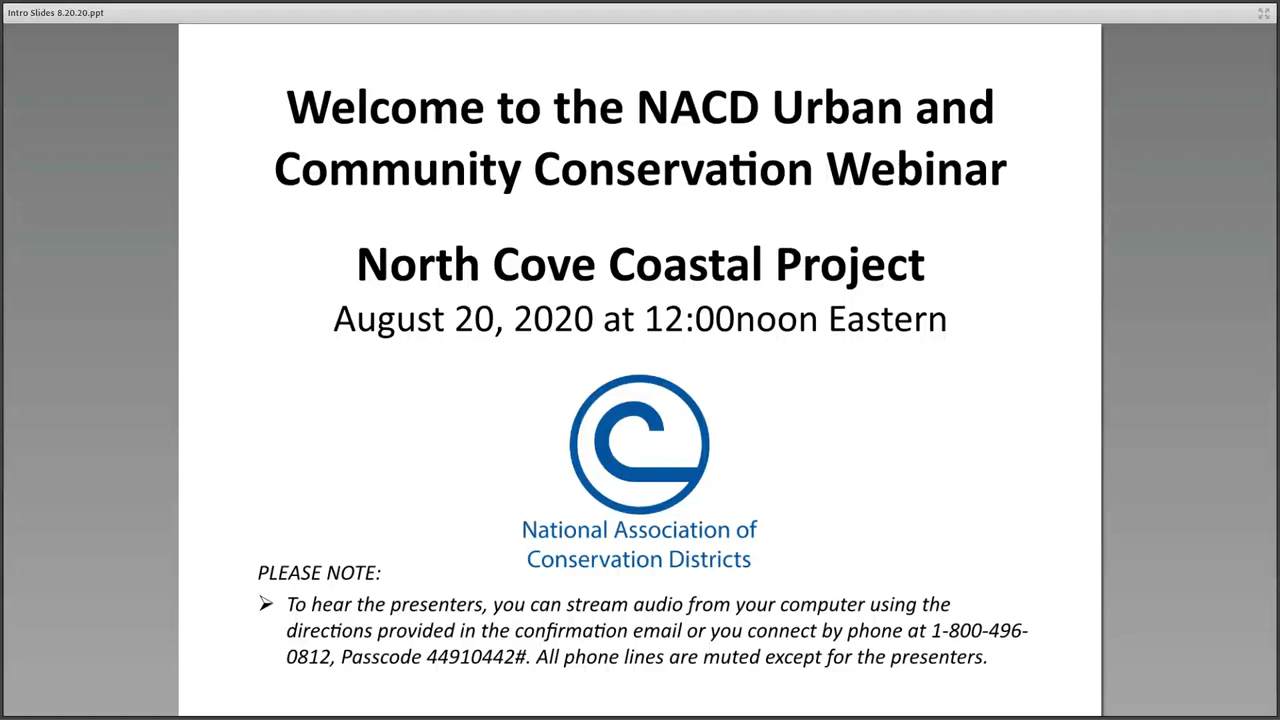 Intro Slides 8.20.20.ppt
Welcome to the NACD Urban and
Community Conservation Webinar
North Cove Coastal Project
August 20, 2020 at 12:00noon Eastern
National Association of
Conservation Districts
PLEASE NOTE:
➢ To hear the presenters, you can stream audio from your computer using the
directions provided in the confirmation email or you connect by phone at 1-800-496-
0812, Passcode 44910442#. All phone lines are muted except for the presenters.